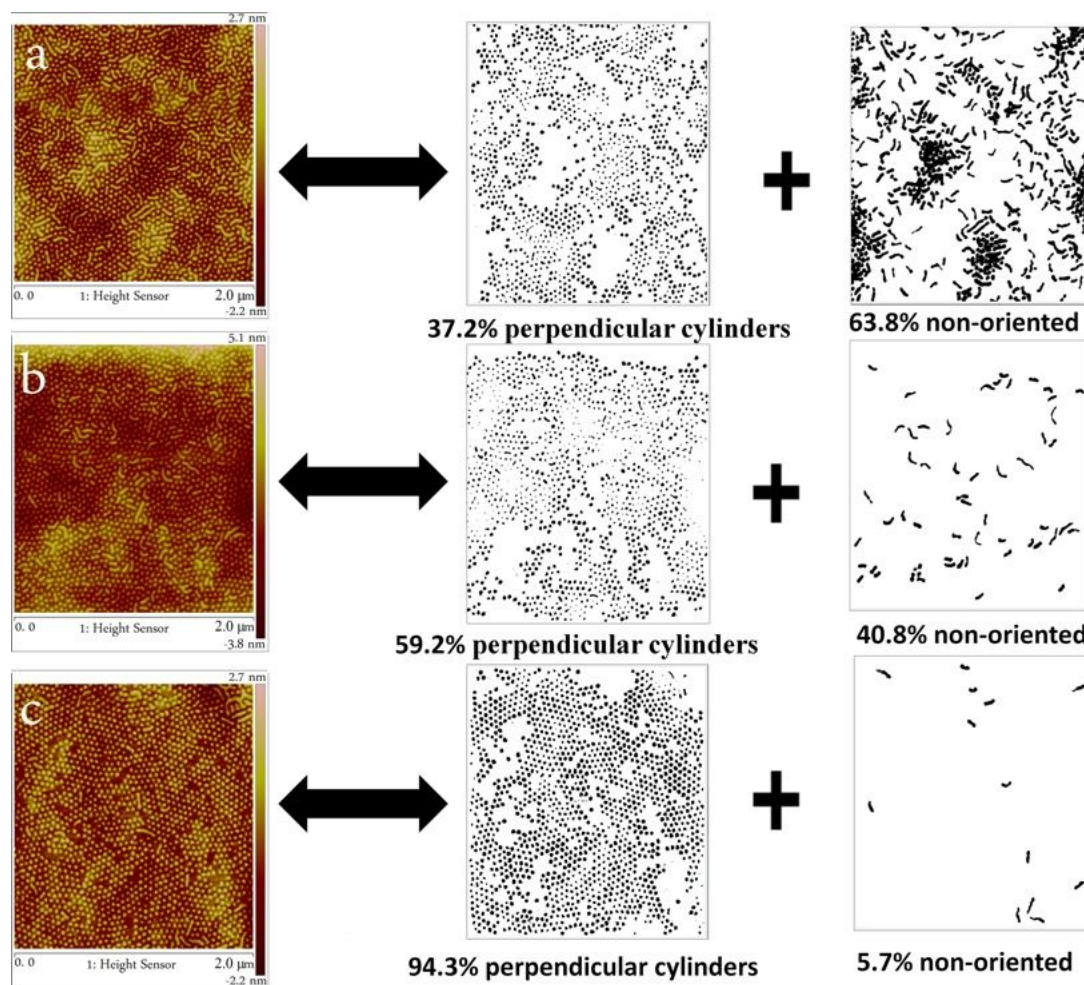 2.7 nm
a
0. 0 1: Height Sensor 2.0 μm
-2.2 nm
37.2% perpendicular cylinders
63.8% non-oriented
5.1 nm
b
0. 0 1: Height Sensor 2.0 μm
-3.8 nm
59.2% perpendicular cylinders
40.8% non-oriented
2.7 nm
c
0. 0 1: Height Sensor 2.0 μm
-2.2 nm
94.3% perpendicular cylinders
5.7% non-oriented